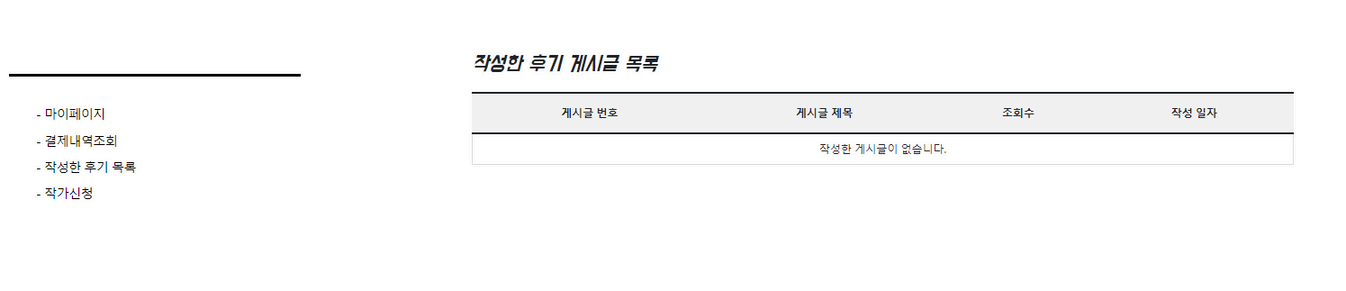 - 마이페이지
- 결제내역조회
- 작성한 후기 목록
- 작가신청
작성한 후기 게시글 목록
게시글 번호 게시글 제목 조회수 작성 일자
작성한 게시글이 없습니다.